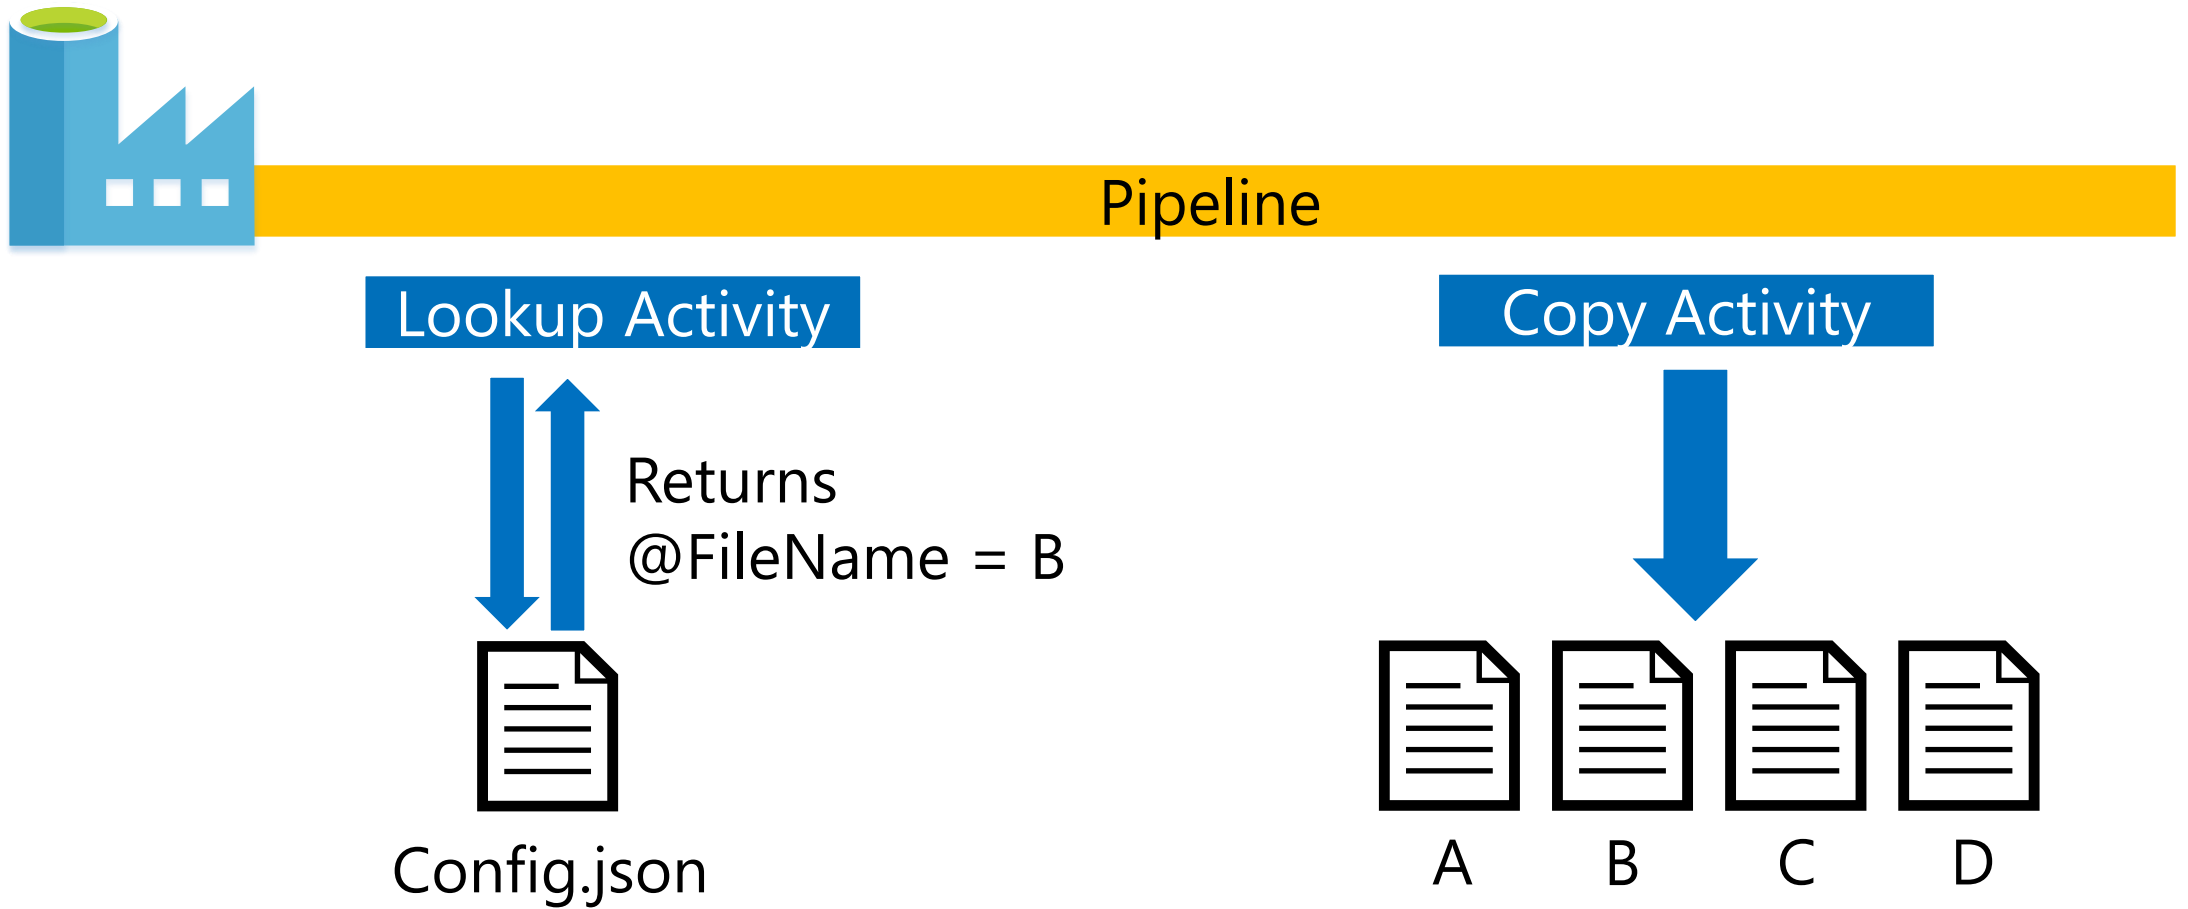 Pipeline
Lookup Activity
Copy Activity
Returns
@FileName = B
Config.json
A
B
C
D